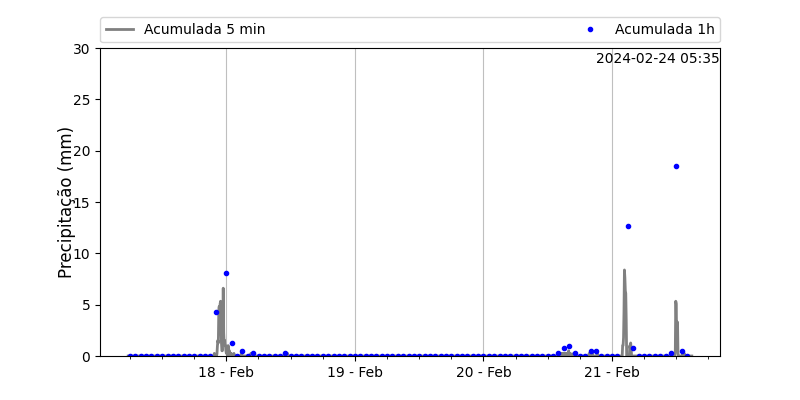 Acumulada 5 min
Acumulada 1h
2024-02-24 05:35
Precipitação (mm)
30
25
20
15
10
5
0
18 - Feb
19 - Feb
20 - Feb
21 - Feb